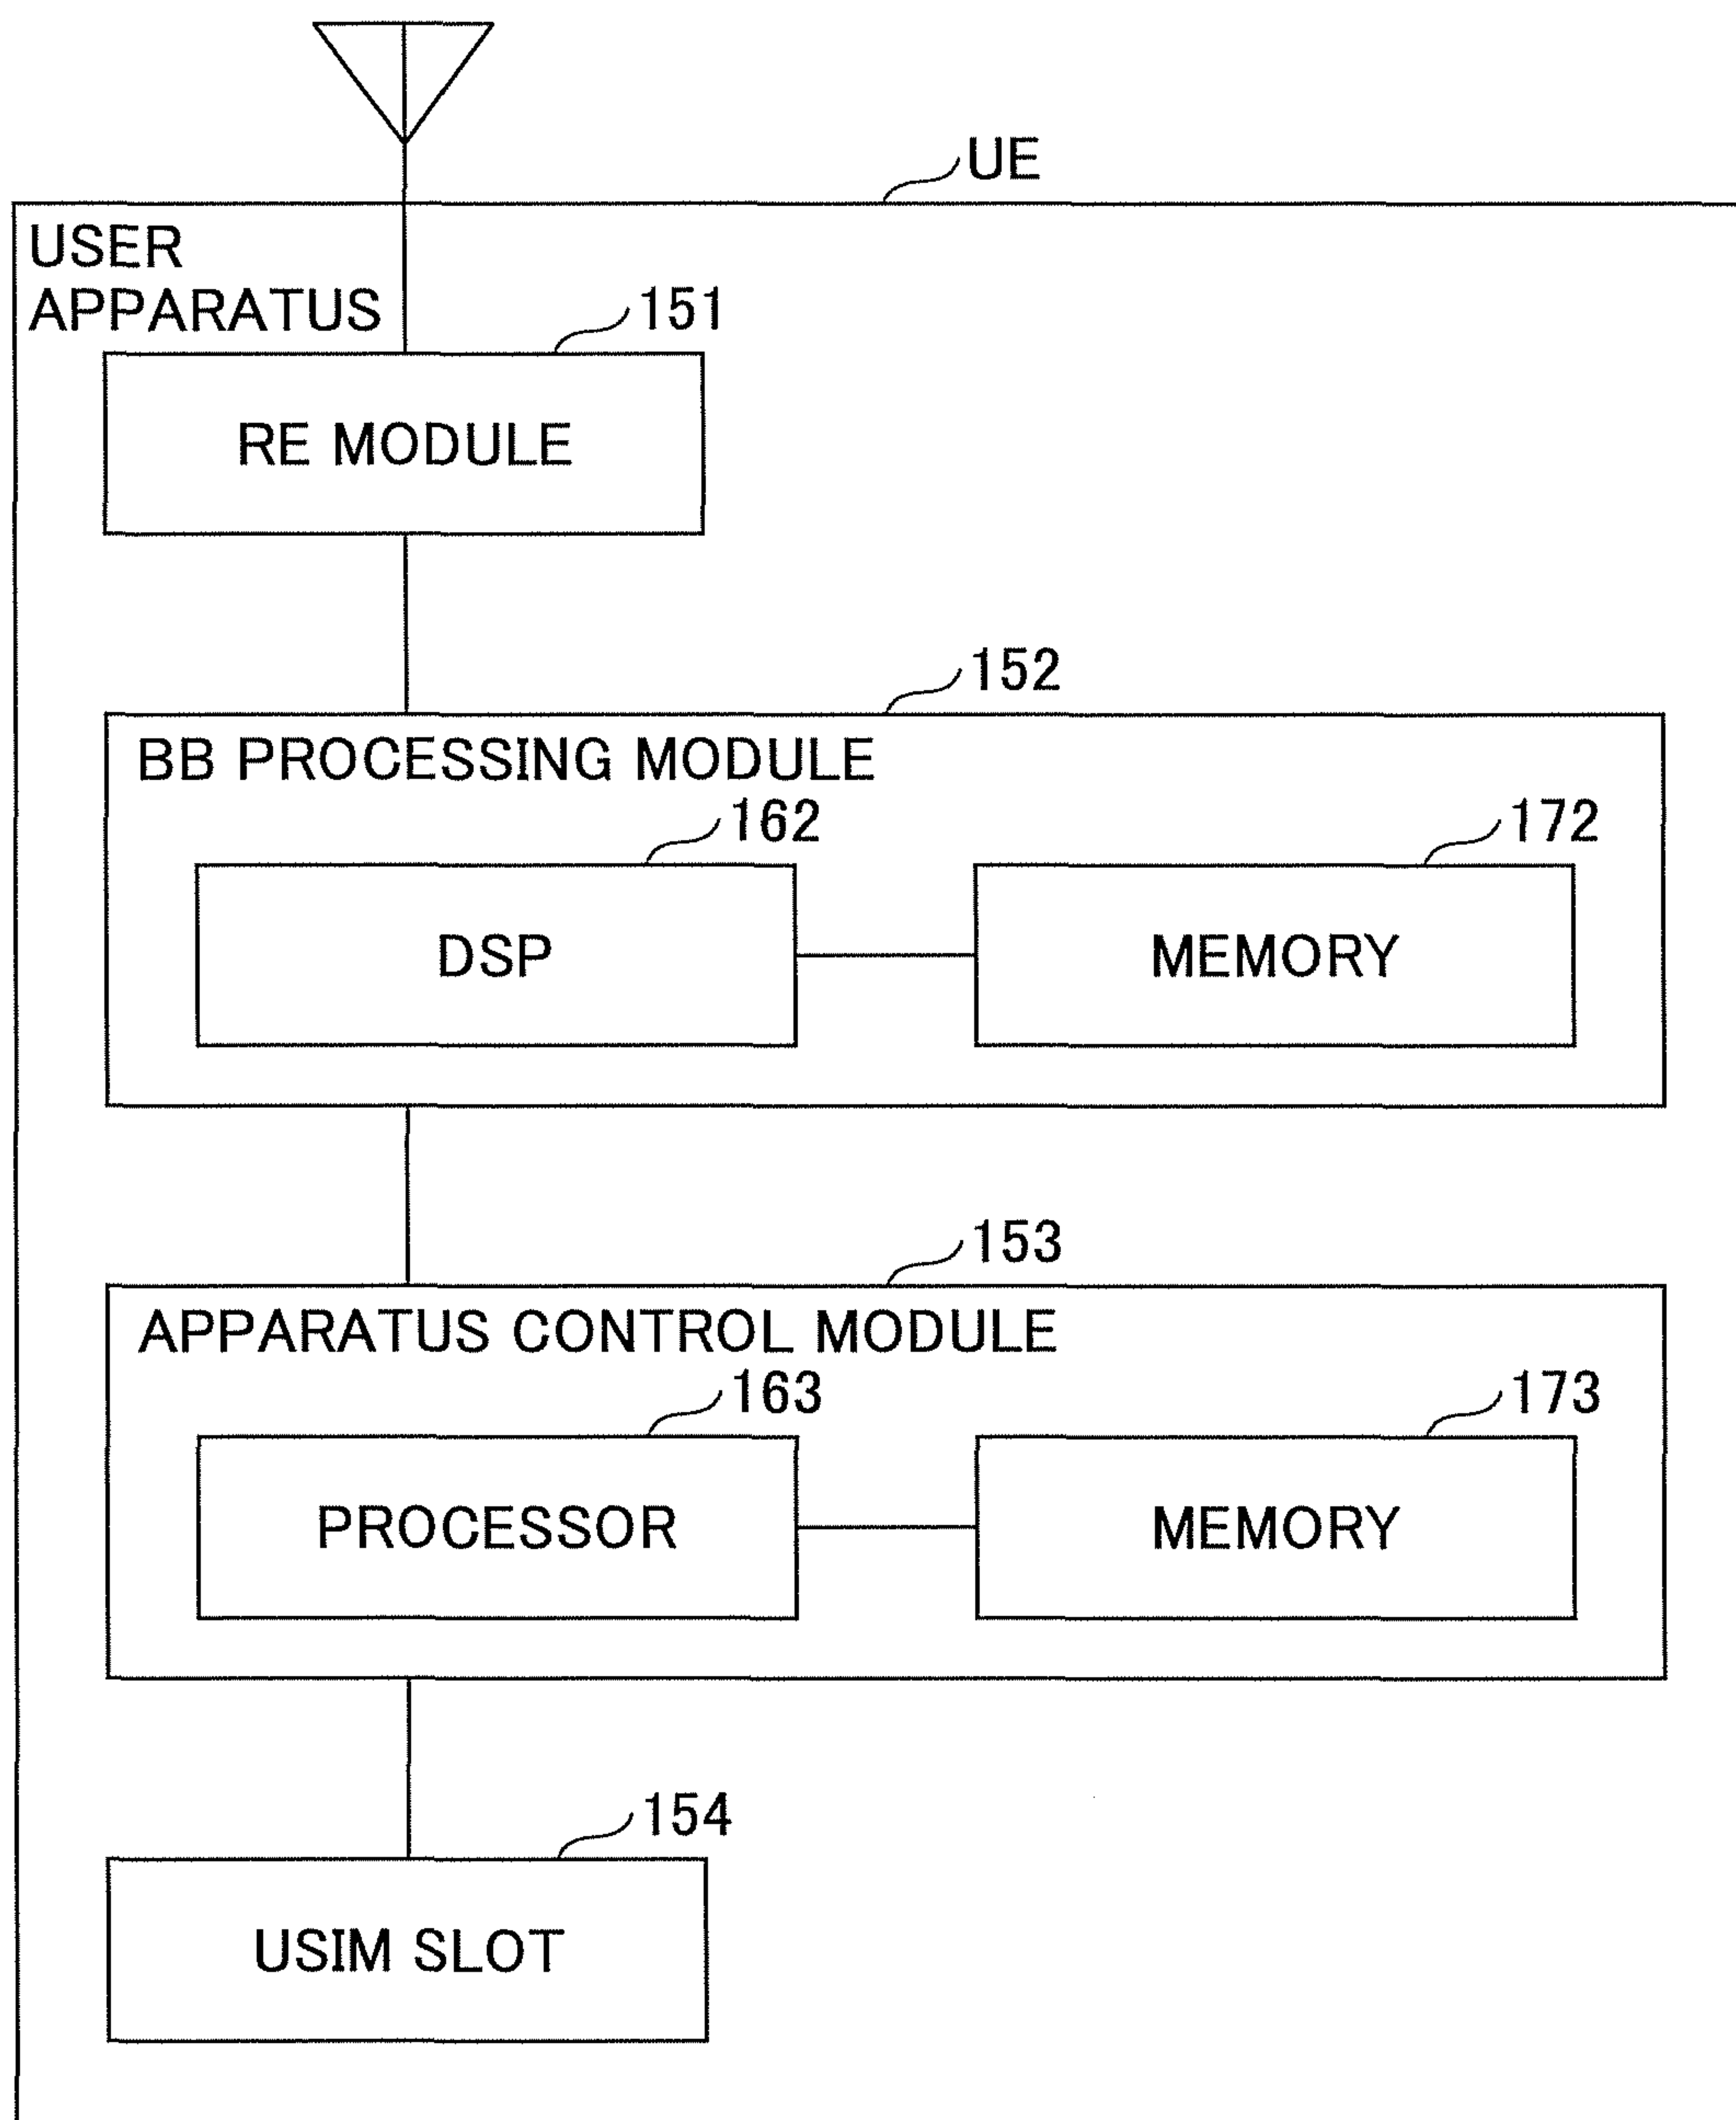 UE
USER
APPARATUS
151
RE MODULE
152
BB PROCESSING MODULE
162
172
DSP
MEMORY
153
APPARATUS CONTROL MODULE
163
173
PROCESSOR
MEMORY
154
USIM SLOT